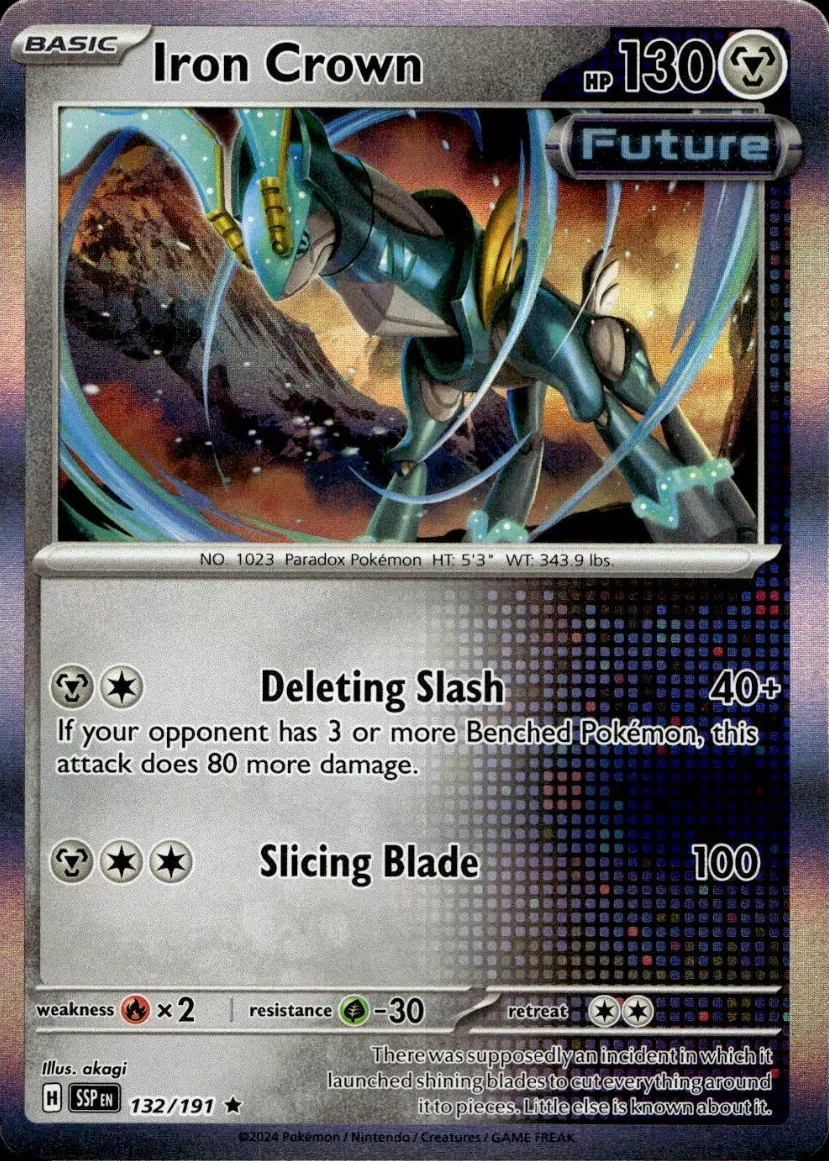 BASIC
Iron Crown
HP 130
Future
NO. 1023 Paradox Pokémon HT: 5'3" WT: 343.9 lbs.
Deleting Slash 40+
If your opponent has 3 or more Benched Pokémon, this
attack does 80 more damage.
Slicing Blade 100
weakness ×2 resistance -30 retreat
Illus. akagi
There was supposedly an incident in which it
launched shining blades to cut everything around
it to pieces. Little else is known about it.
H SSP EN 132/191 ★
©2024 Pokémon / Nintendo / Creatures / GAME FREAK